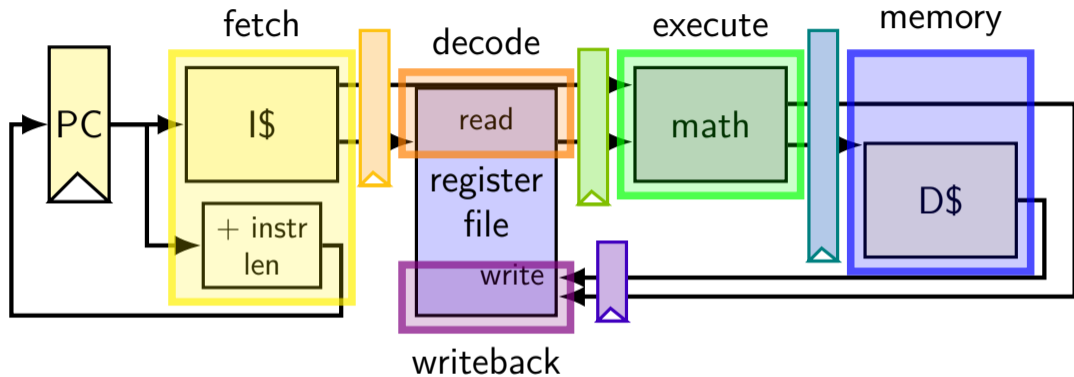 fetch
decode
execute
memory
PC
I$
read
math
register
file
D$
+ instr
len
write
writeback